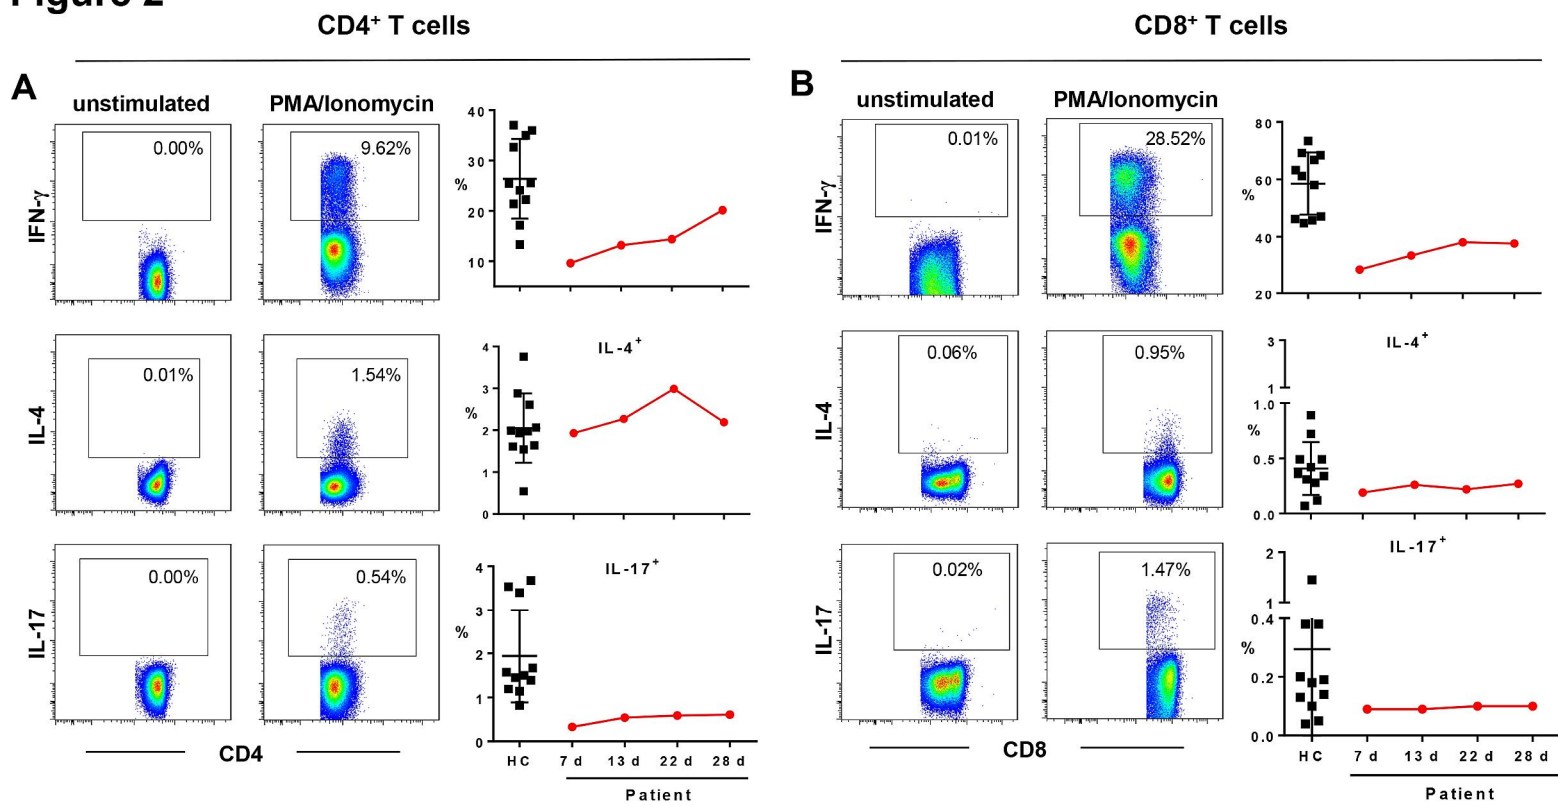 Figure 2
CD4+ T cells
CD8+ T cells
A
unstimulated
PMA/Ionomycin
IFN-γ
0.00%
9.62%
%
40
30
20
10
IL-4
0.01%
1.54%
IL-4+
%
4
3
2
1
0
IL-17
0.00%
0.54%
IL-17+
%
4
3
2
1
0
CD4
HC
7 d
13 d
22 d
28 d
Patient
B
unstimulated
PMA/Ionomycin
IFN-γ
0.01%
28.52%
%
80
60
40
20
IL-4
0.06%
0.95%
IL-4+
%
3
1
1.0
0.5
0.0
IL-17
0.02%
1.47%
IL-17+
%
2
1
0.4
0.2
0.0
CD8
HC
7 d
13 d
22 d
28 d
Patient